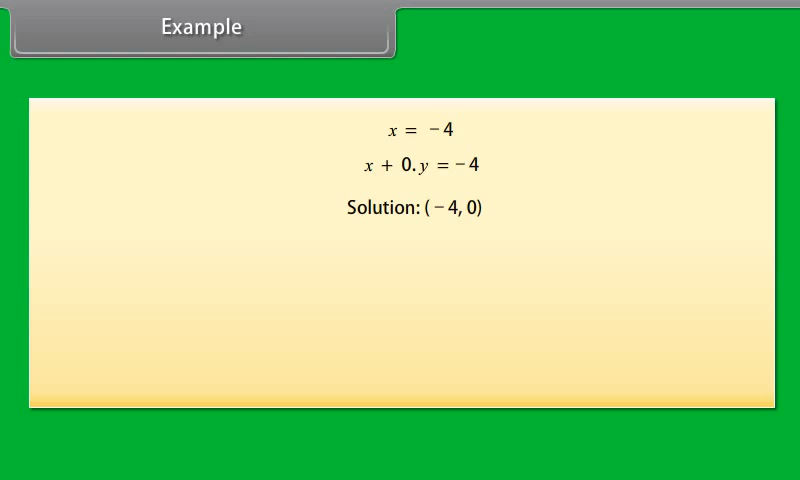 Example
x = −4
x + 0.y = −4
Solution: (−4, 0)